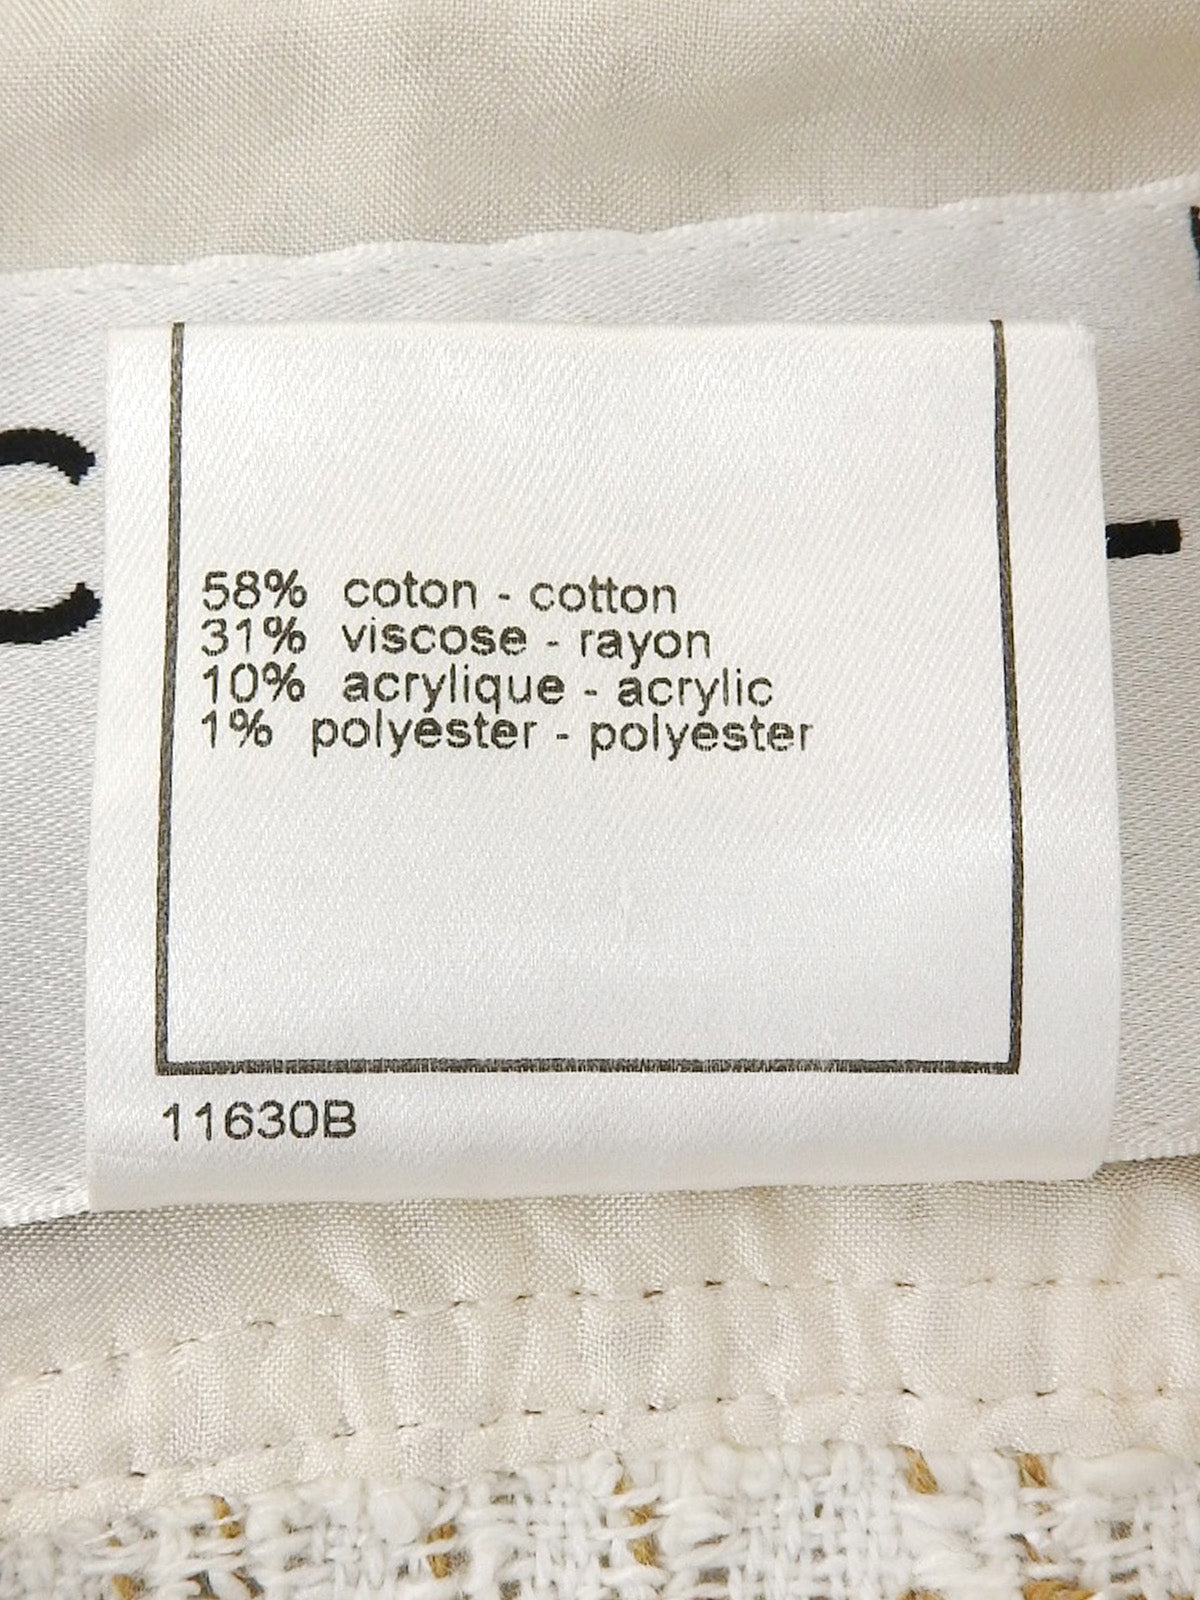 58% coton - cotton
31% viscose - rayon
10% acrylique - acrylic
1% polyester - polyester
11630B